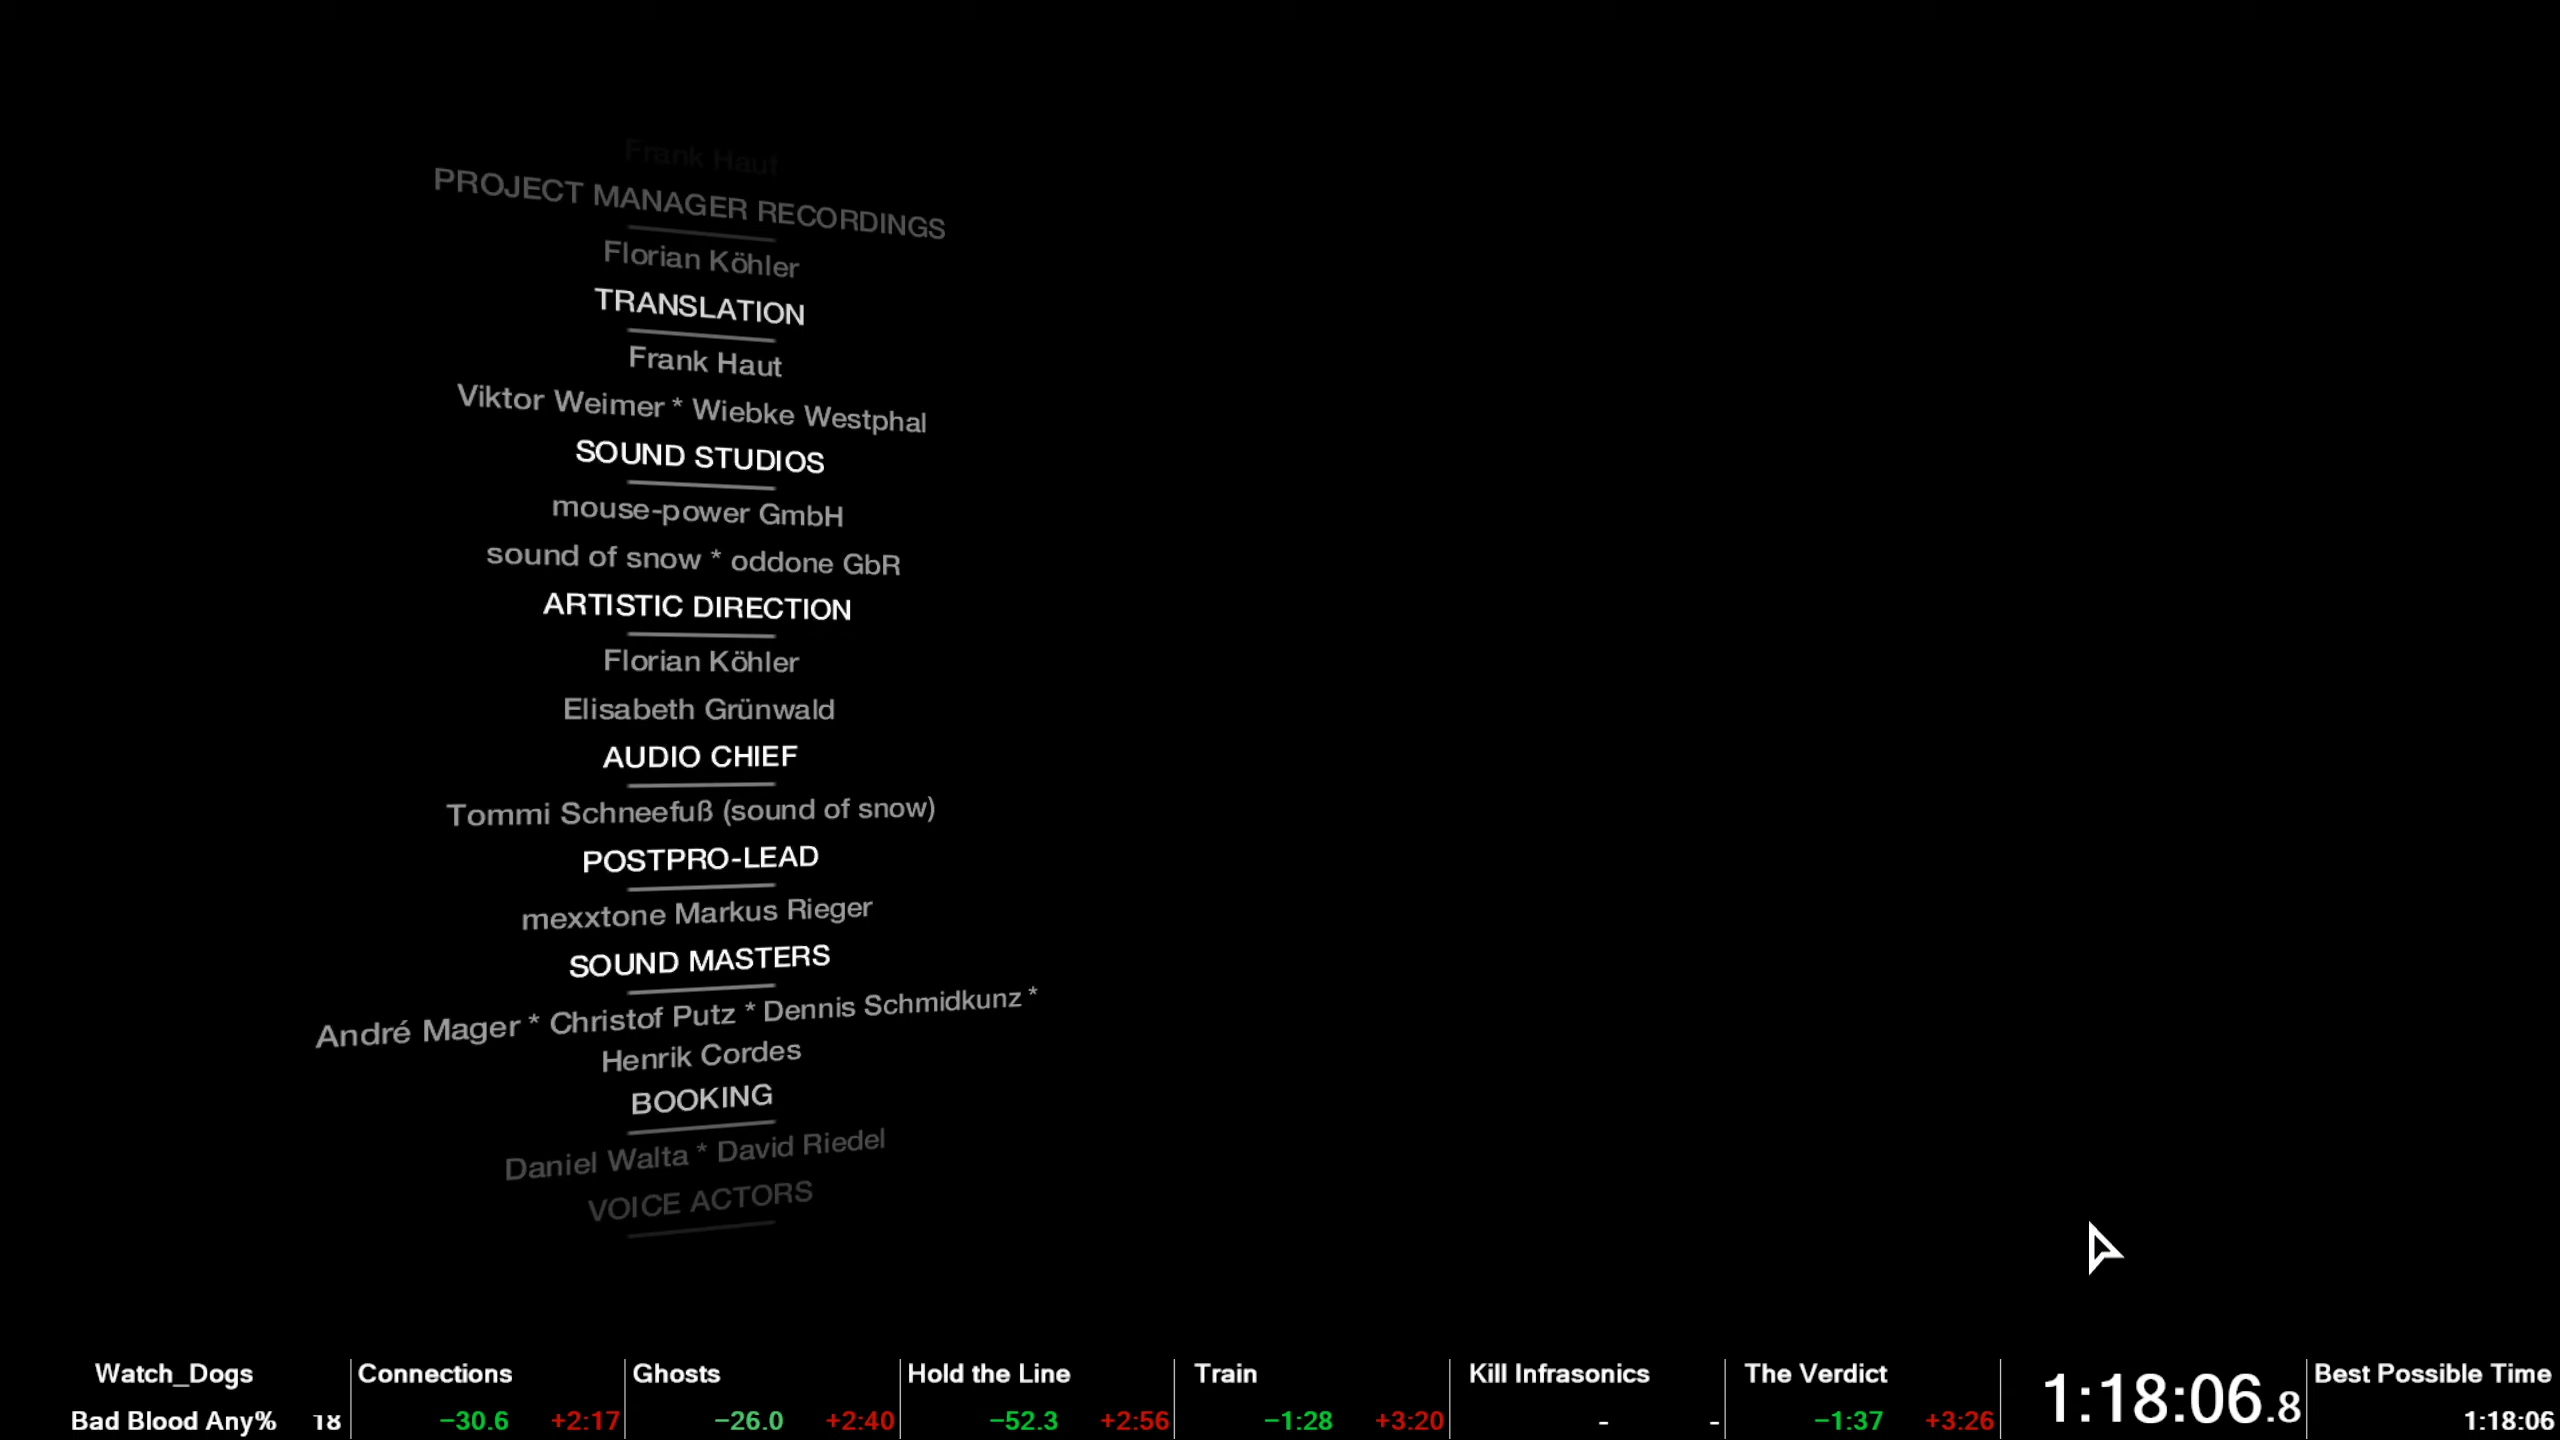 Frank Haut
PROJECT MANAGER RECORDINGS
Florian Köhler
TRANSLATION
Frank Haut
Viktor Weimer * Wiebke Westphal
SOUND STUDIOS
mouse-power GmbH
sound of snow * oddone GbR
ARTISTIC DIRECTION
Florian Köhler
Elisabeth Grünwald
AUDIO CHIEF
Tommi Schneefuß (sound of snow)
POSTPRO-LEAD
mexxtone Markus Rieger
SOUND MASTERS
André Mager * Christof Putz * Dennis Schmidkunz *
Henrik Cordes
BOOKING
Daniel Walta * David Riedel
VOICE ACTORS
Watch_Dogs
Bad Blood Any% 18
Connections
−30.6 +2:17
Ghosts
−26.0 +2:40
Hold the Line
−52.3 +2:56
Train
−1:28 +3:20
Kill Infrasonics
- -
The Verdict
−1:37 +3:26
1:18:06.8
Best Possible Time
1:18:06